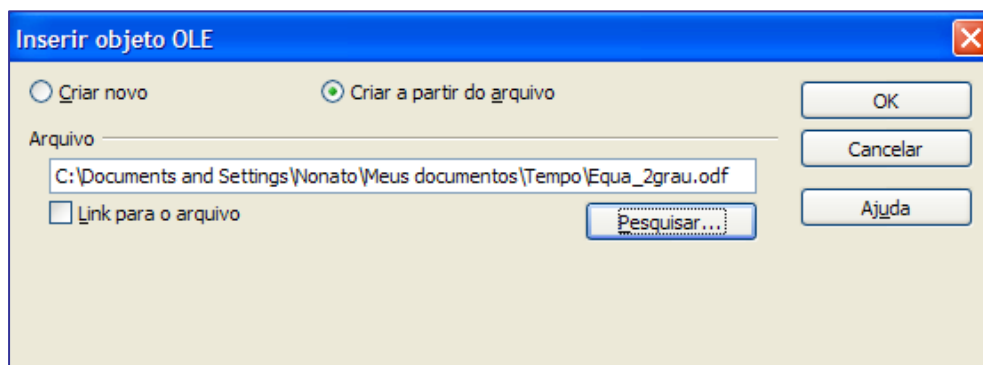 Inserir objeto OLE
Criar novo
Criar a partir do arquivo
OK
Arquivo
Cancelar
C:\Documents and Settings\Nonato\Meus documentos\Tempo\Equa_2grau.odf
Link para o arquivo
Pesquisar...
Ajuda